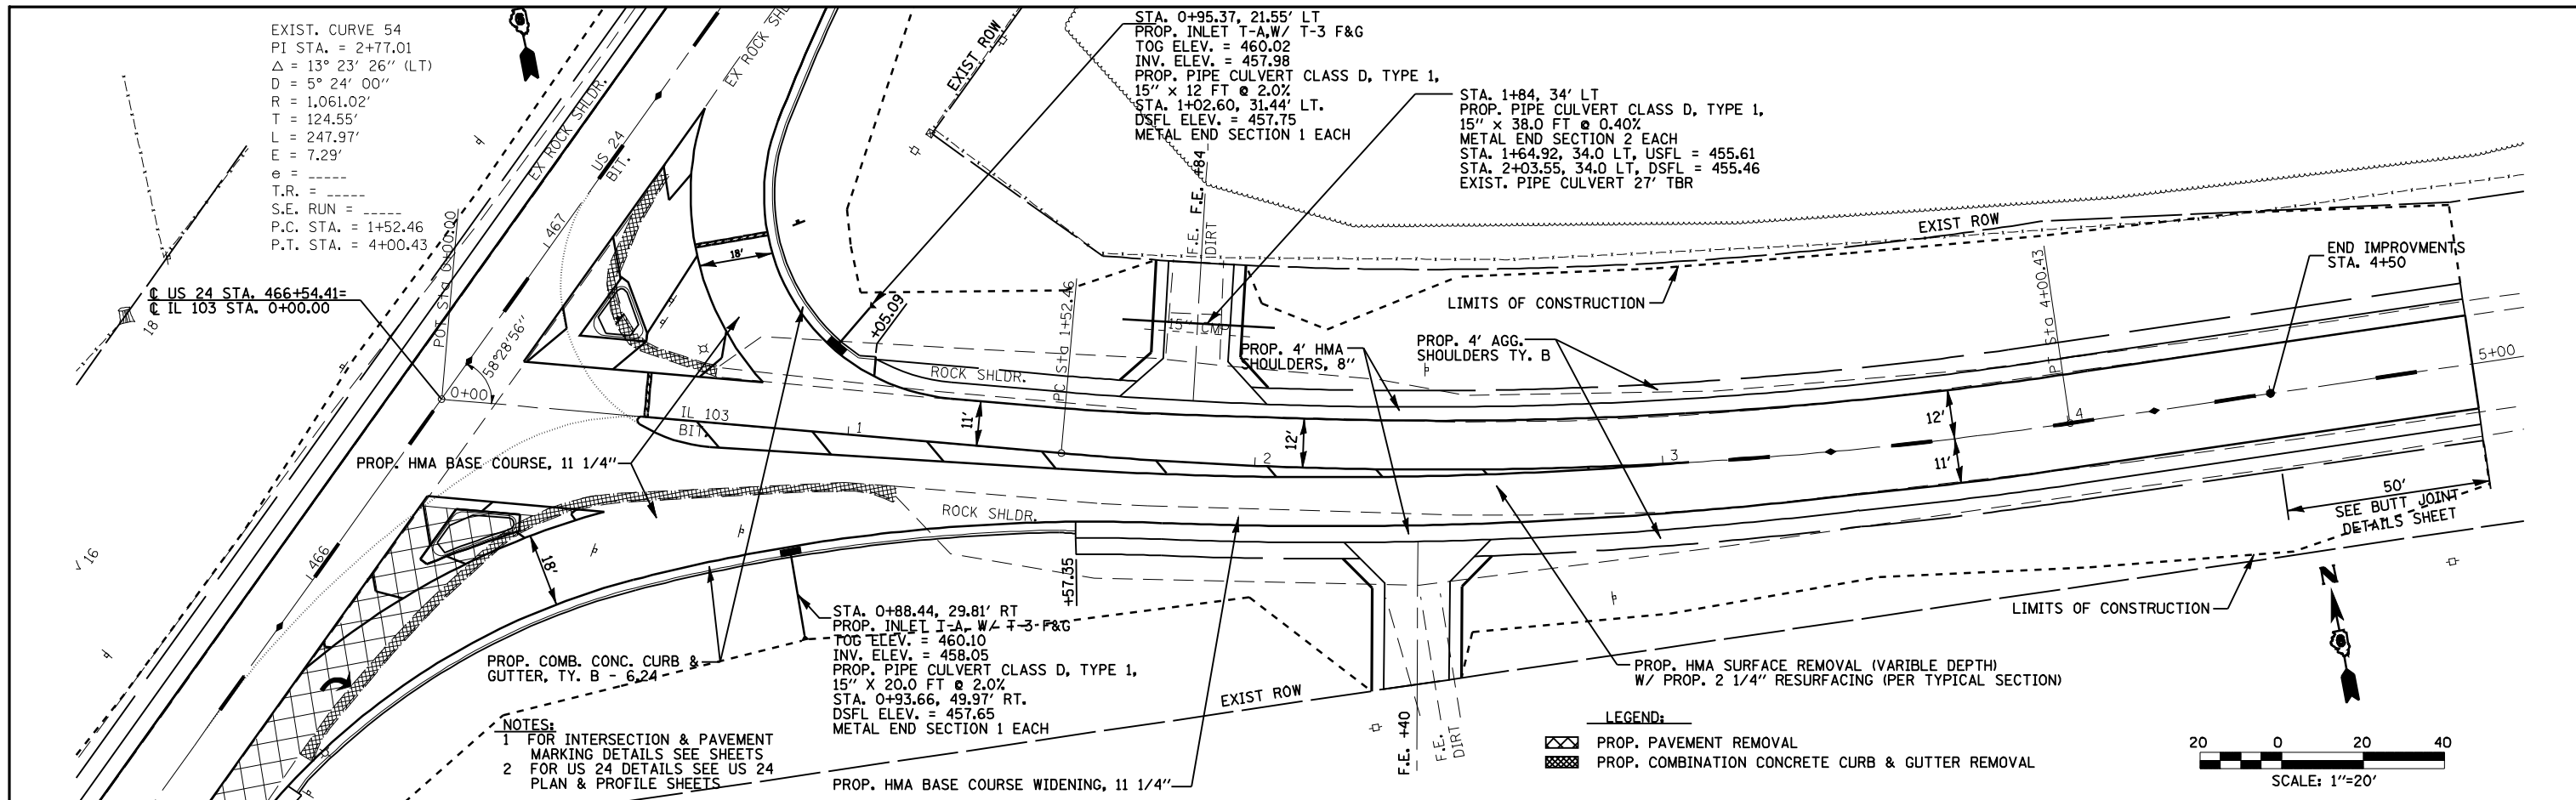 EXIST. CURVE 54
PI STA. = 2+77.01
Δ = 13° 23' 26" (LT)
D = 5° 24' 00"
R = 1,061.02'
T = 124.55'
L = 247.97'
E = 7.29'
e = _____
T.R. = _____
S.E. RUN = _____
P.C. STA. = 1+52.46
P.T. STA. = 4+00.43
℄ US 24 STA. 466+54.41=
℄ IL 103 STA. 0+00.00
POT Sta 0+00.00
58°28'56"
0+00
18
16
EX ROCK SHLDR.
US 24
BIT.
467
466
EX ROCK SHL
EXIST ROW
STA. 0+95.37, 21.55' LT
PROP. INLET T-A,W/ T-3 F&G
TOG ELEV. = 460.02
INV. ELEV. = 457.98
PROP. PIPE CULVERT CLASS D, TYPE 1,
15" x 12 FT @ 2.0%
STA. 1+02.60, 31.44' LT.
DSFL ELEV. = 457.75
METAL END SECTION 1 EACH
STA. 1+84, 34' LT
PROP. PIPE CULVERT CLASS D, TYPE 1,
15" x 38.0 FT @ 0.40%
METAL END SECTION 2 EACH
STA. 1+64.92, 34.0 LT, USFL = 455.61
STA. 2+03.55, 34.0 LT, DSFL = 455.46
EXIST. PIPE CULVERT 27' TBR
F.E. +84
F.E.
DIRT
15" CMP
18'
+05.09
PC Sta 1+52.46
EXIST ROW
LIMITS OF CONSTRUCTION
PT Sta 4+00.43
END IMPROVMENTS
STA. 4+50
PROP. 4' HMA
SHOULDERS, 8"
PROP. 4' AGG.
SHOULDERS TY. B
ROCK SHLDR.
IL 103
BIT.
1
2
3
4
5+00
11'
12'
12'
11'
PROP. HMA BASE COURSE, 11 1/4"
ROCK SHLDR.
18'
+57.35
50'
SEE BUTT JOINT
DETAILS SHEET
STA. 0+88.44, 29.81' RT
PROP. INLET T-A, W/ T-3 F&G
TOG ELEV. = 460.10
INV. ELEV. = 458.05
PROP. PIPE CULVERT CLASS D, TYPE 1,
15" X 20.0 FT @ 2.0%
STA. 0+93.66, 49.97' RT.
DSFL ELEV. = 457.65
METAL END SECTION 1 EACH
PROP. COMB. CONC. CURB &
GUTTER, TY. B - 6.24
LIMITS OF CONSTRUCTION
N
PROP. HMA SURFACE REMOVAL (VARIBLE DEPTH)
W/ PROP. 2 1/4" RESURFACING (PER TYPICAL SECTION)
EXIST ROW
F.E. +40
F.E.
DIRT
NOTES:
1 FOR INTERSECTION & PAVEMENT
MARKING DETAILS SEE SHEETS
2 FOR US 24 DETAILS SEE US 24
PLAN & PROFILE SHEETS
PROP. HMA BASE COURSE WIDENING, 11 1/4"
LEGEND:
PROP. PAVEMENT REMOVAL
PROP. COMBINATION CONCRETE CURB & GUTTER REMOVAL
20 0 20 40
SCALE: 1"=20'